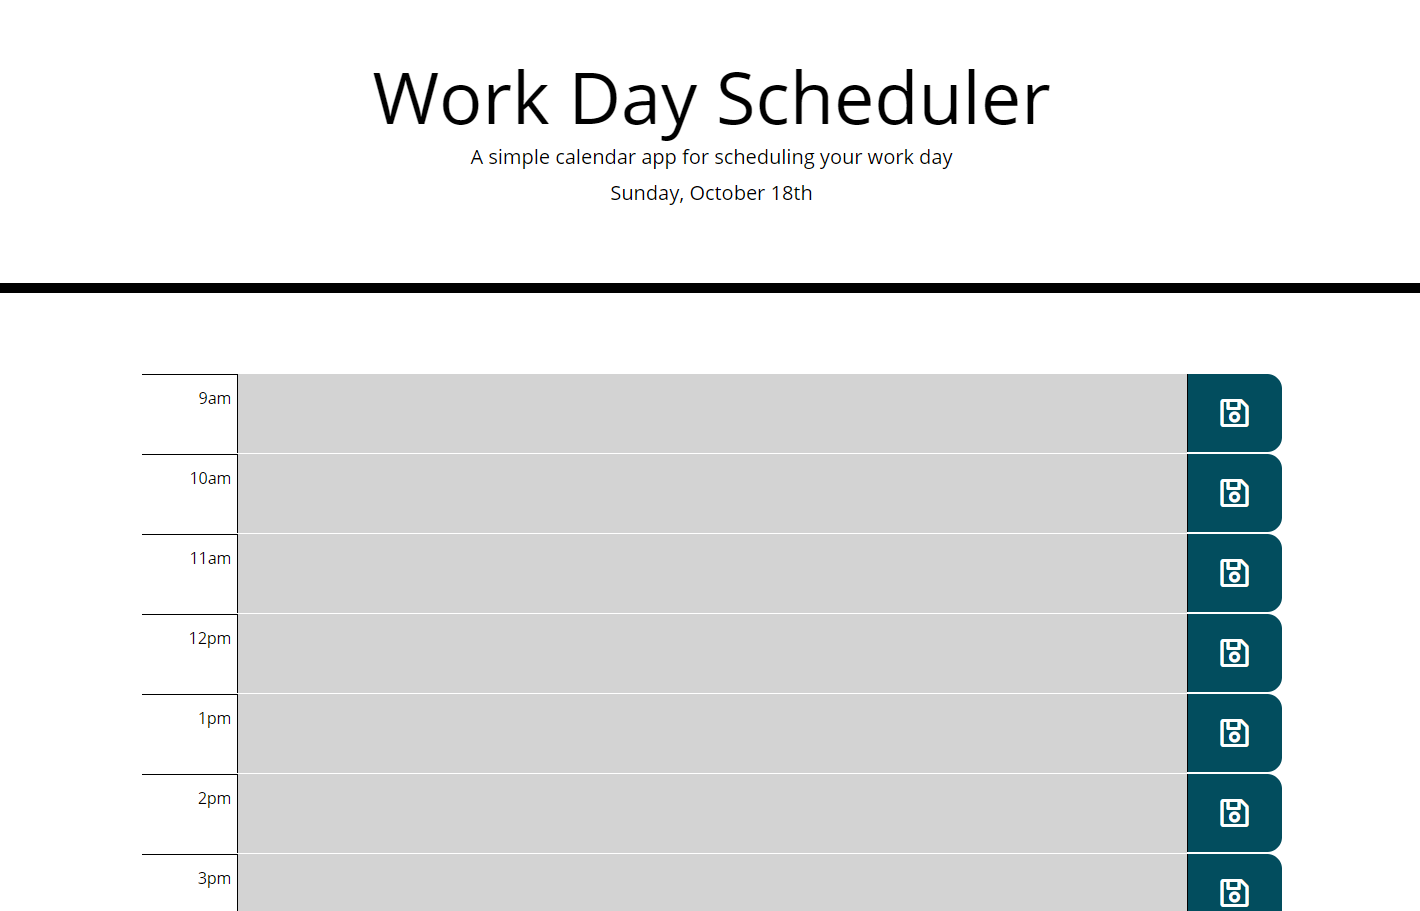 Work Day Scheduler
A simple calendar app for scheduling your work day
Sunday, October 18th
9am
10am
11am
12pm
1pm
2pm
3pm